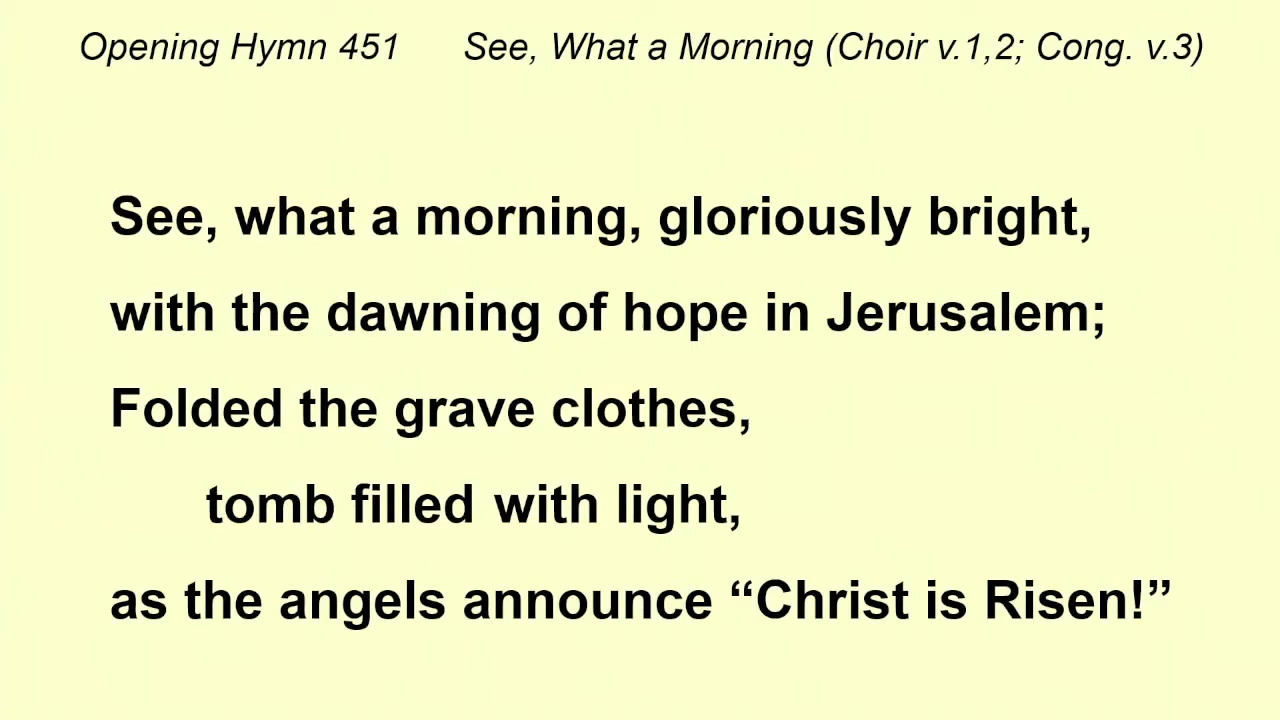 Opening Hymn 451 See, What a Morning (Choir v.1,2; Cong. v.3)
See, what a morning, gloriously bright,
with the dawning of hope in Jerusalem;
Folded the grave clothes,
tomb filled with light,
as the angels announce “Christ is Risen!”